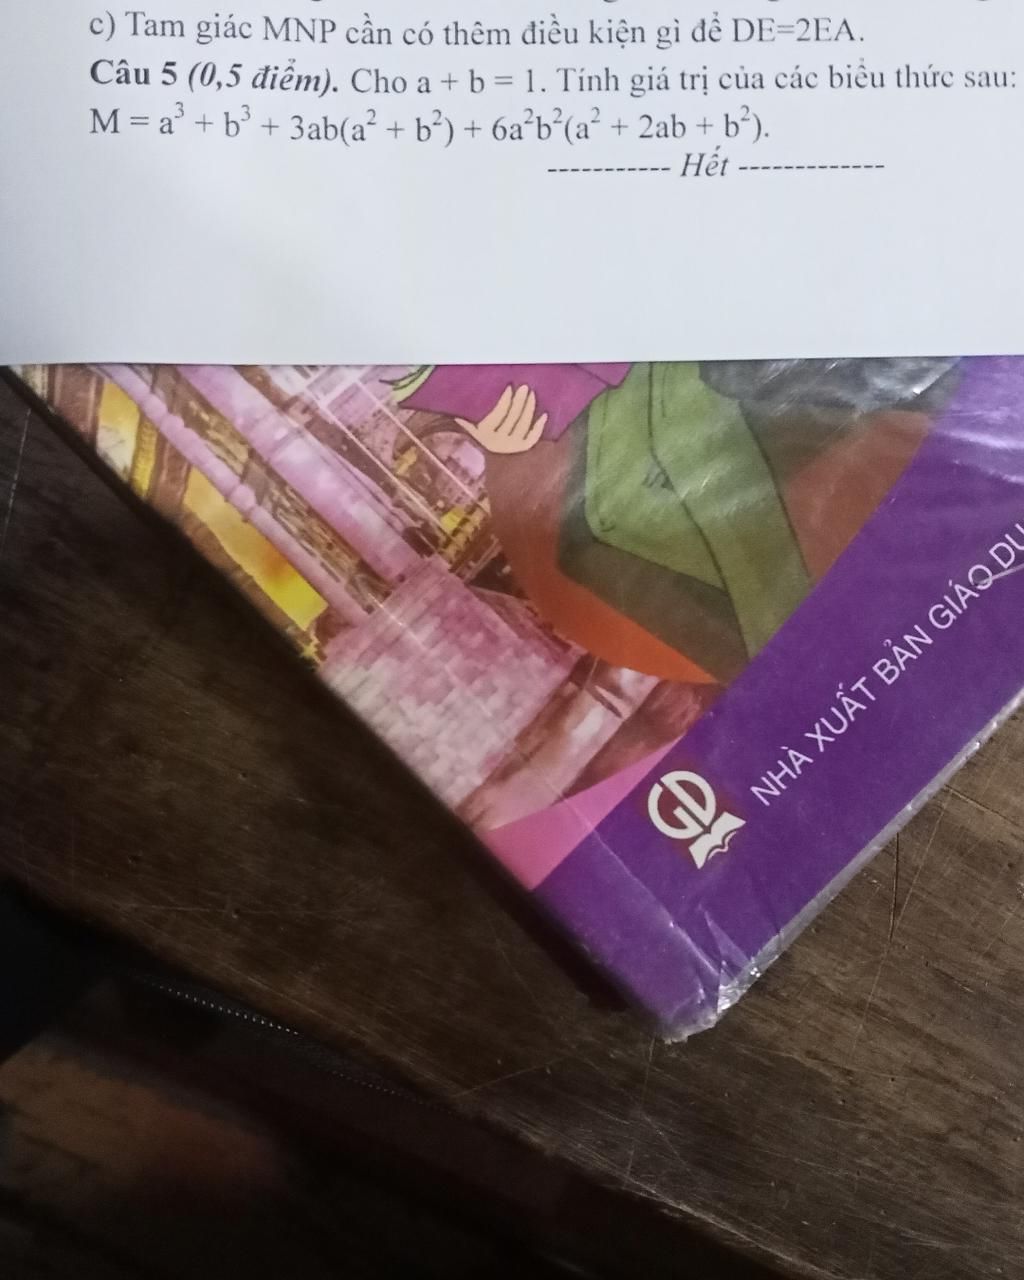 c) Tam giác MNP cần có thêm điều kiện gì để DE=2EA.
Câu 5 (0,5 điểm). Cho a + b = 1. Tính giá trị của các biểu thức sau:
M = a³ + b³ + 3ab(a² + b²) + 6a²b²(a² + 2ab + b²).
----------- Hết -------------
NHÀ XUẤT BẢN GIÁO DỤ
GD